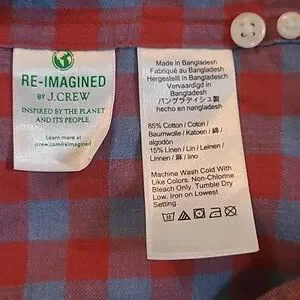 RE-IMAGINED
BY J.CREW
INSPIRED BY THE PLANET
AND ITS PEOPLE.
Learn more at
jcrew.com/reimagined
Made in Bangladesh
Fabriqué au Bangladesh
Hergestellt in Bangladesch
Vervaardigd in
Bangladesh
バングラディシュ製
hecho en bangladesh
85% Cotton / Coton /
Baumwolle / Katoen / 綿 /
algodón
15% Linen / Lin / Leinen /
Linnen / 麻 / lino
Machine Wash Cold With
Like Colors. Non-Chlorine
Bleach Only. Tumble Dry
Low. Iron on Lowest
Setting.